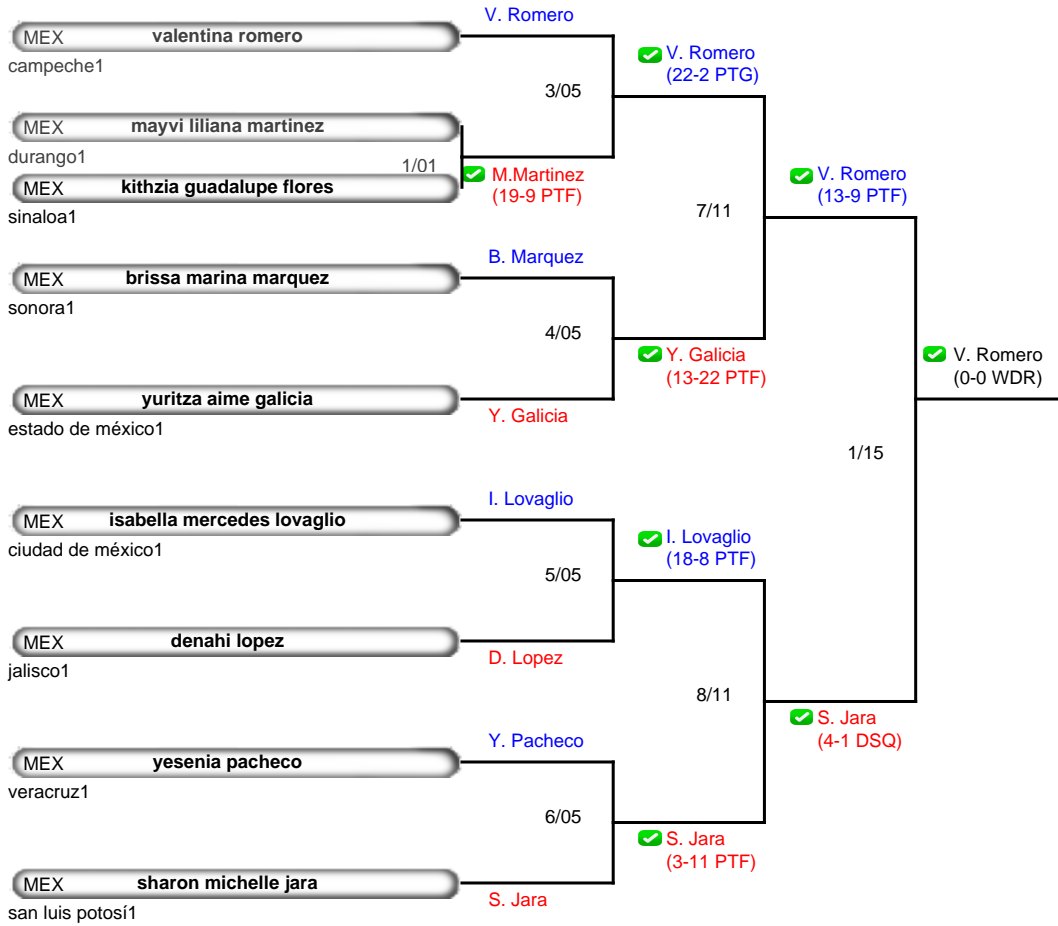 V. Romero
MEX valentina romero
campeche1
V. Romero
(22-2 PTG)
3/05
MEX mayvi liliana martinez
durango1
1/01
M.Martinez
(19-9 PTF)
MEX kithzia guadalupe flores
sinaloa1
V. Romero
(13-9 PTF)
7/11
B. Marquez
MEX brissa marina marquez
sonora1
4/05
Y. Galicia
(13-22 PTF)
V. Romero
(0-0 WDR)
MEX yuritza aime galicia
Y. Galicia
estado de méxico1
1/15
I. Lovaglio
MEX isabella mercedes lovaglio
ciudad de méxico1
I. Lovaglio
(18-8 PTF)
5/05
MEX denahi lopez
D. Lopez
jalisco1
8/11
S. Jara
(4-1 DSQ)
Y. Pacheco
MEX yesenia pacheco
veracruz1
6/05
S. Jara
(3-11 PTF)
MEX sharon michelle jara
S. Jara
san luis potosí1